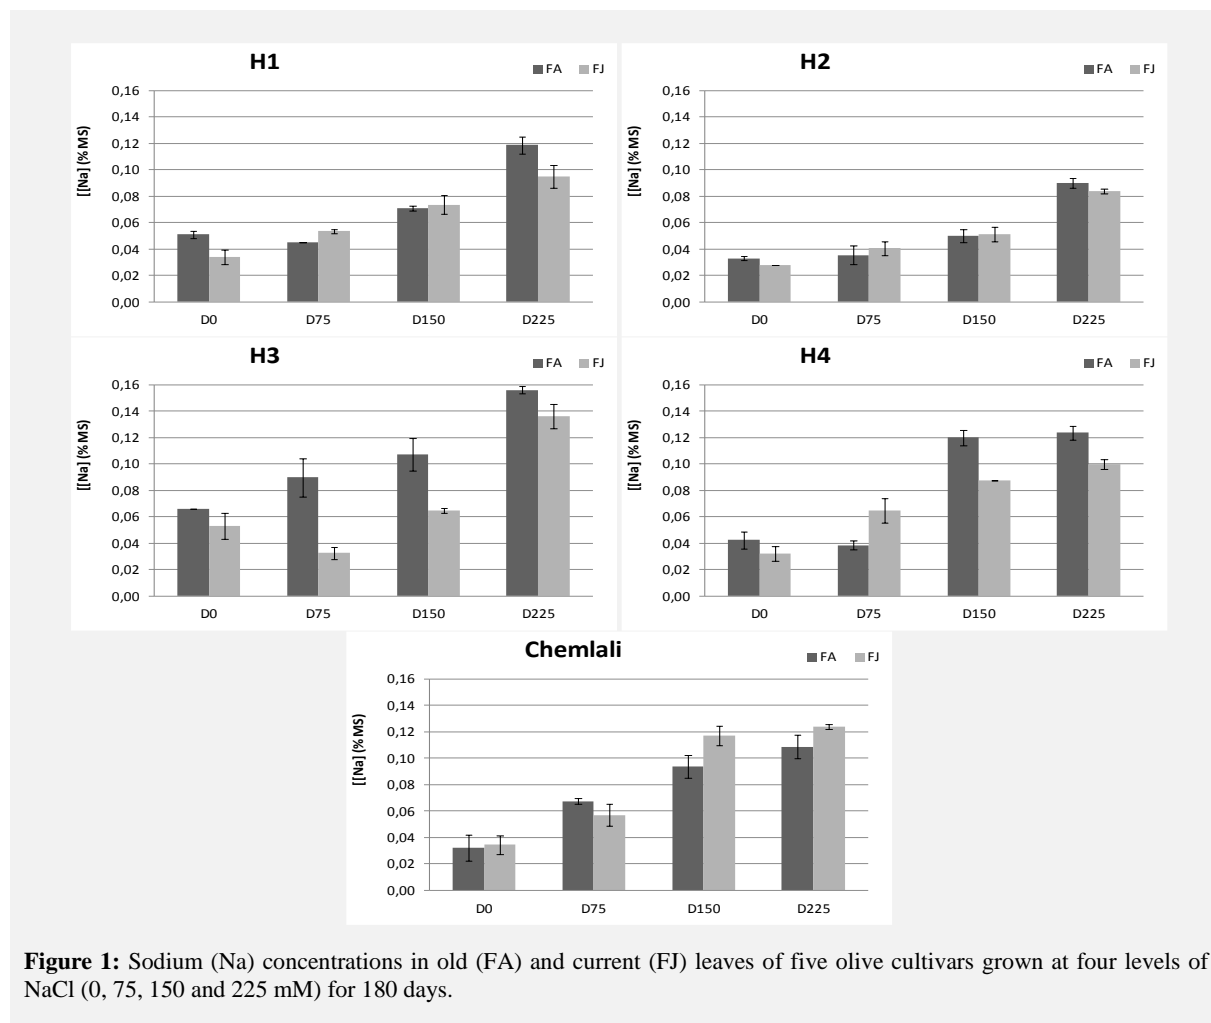 H1
FA FJ
[[Na] (%MS)
0,16
0,14
0,12
0,10
0,08
0,06
0,04
0,02
0,00
D0 D75 D150 D225
H2
FA FJ
[[Na] (%MS)
0,16
0,14
0,12
0,10
0,08
0,06
0,04
0,02
0,00
D0 D75 D150 D225
H3
FA FJ
[[Na] (%MS)
0,16
0,14
0,12
0,10
0,08
0,06
0,04
0,02
0,00
D0 D75 D150 D225
H4
FA FJ
[[Na] (%MS)
0,16
0,14
0,12
0,10
0,08
0,06
0,04
0,02
0,00
D0 D75 D150 D225
Chemlali
FA FJ
[[Na] (%MS)
0,16
0,14
0,12
0,10
0,08
0,06
0,04
0,02
0,00
D0 D75 D150 D225
Figure 1: Sodium (Na) concentrations in old (FA) and current (FJ) leaves of five olive cultivars grown at four levels of
NaCl (0, 75, 150 and 225 mM) for 180 days.